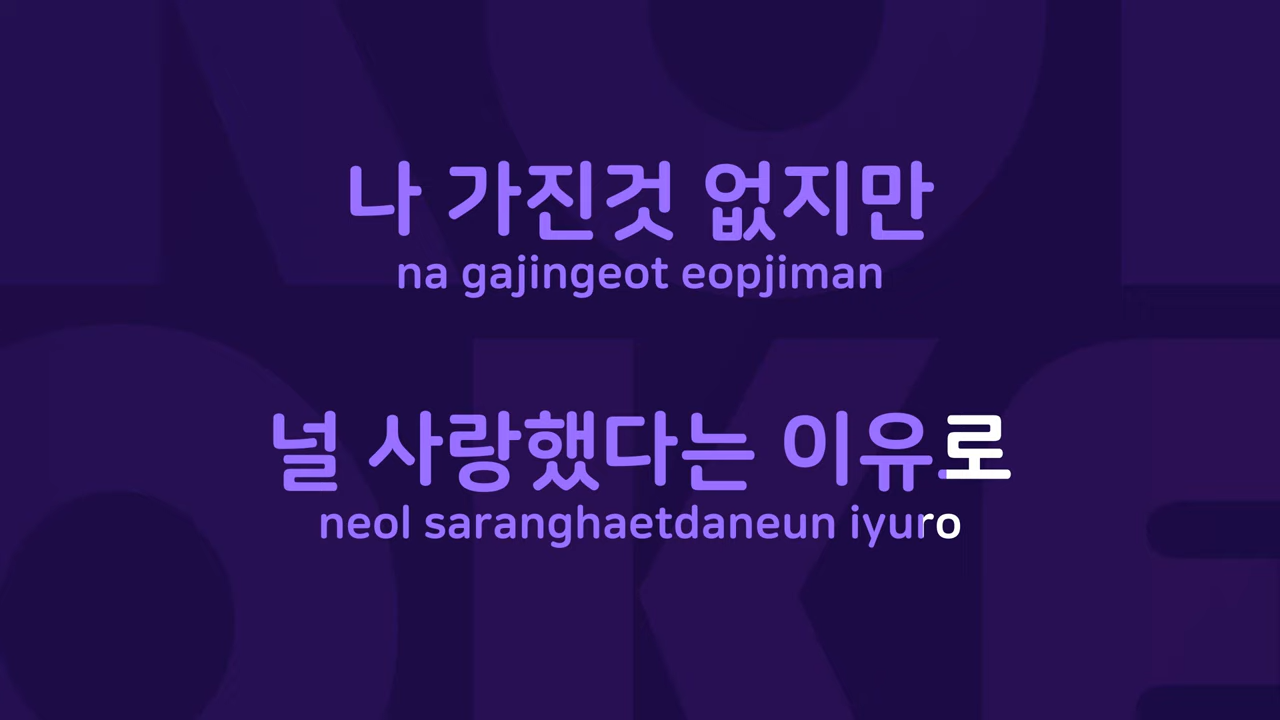 나 가진것 없지만
na gajingeot eopjiman
널 사랑했다는 이유로
neol saranghaetdaneun iyuro